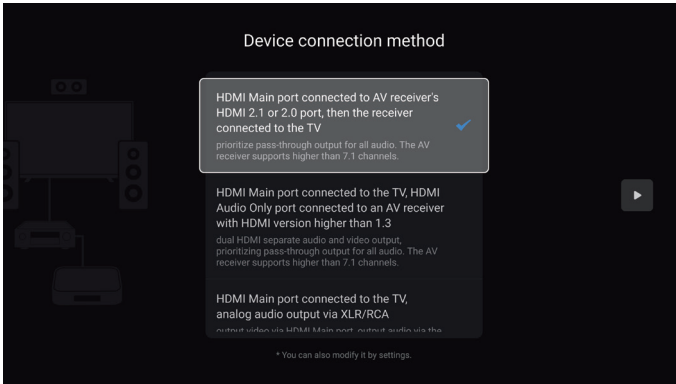 Device connection method
HDMI Main port connected to AV receiver's
HDMI 2.1 or 2.0 port, then the receiver
connected to the TV
prioritize pass-through output for all audio. The AV
receiver supports higher than 7.1 channels.
HDMI Main port connected to the TV, HDMI
Audio Only port connected to an AV receiver
with HDMI version higher than 1.3
dual HDMI separate audio and video output,
prioritizing pass-through output for all audio. The AV
receiver supports higher than 7.1 channels.
HDMI Main port connected to the TV,
analog audio output via XLR/RCA
output video via HDMI Main port, output audio via the
* You can also modify it by settings.